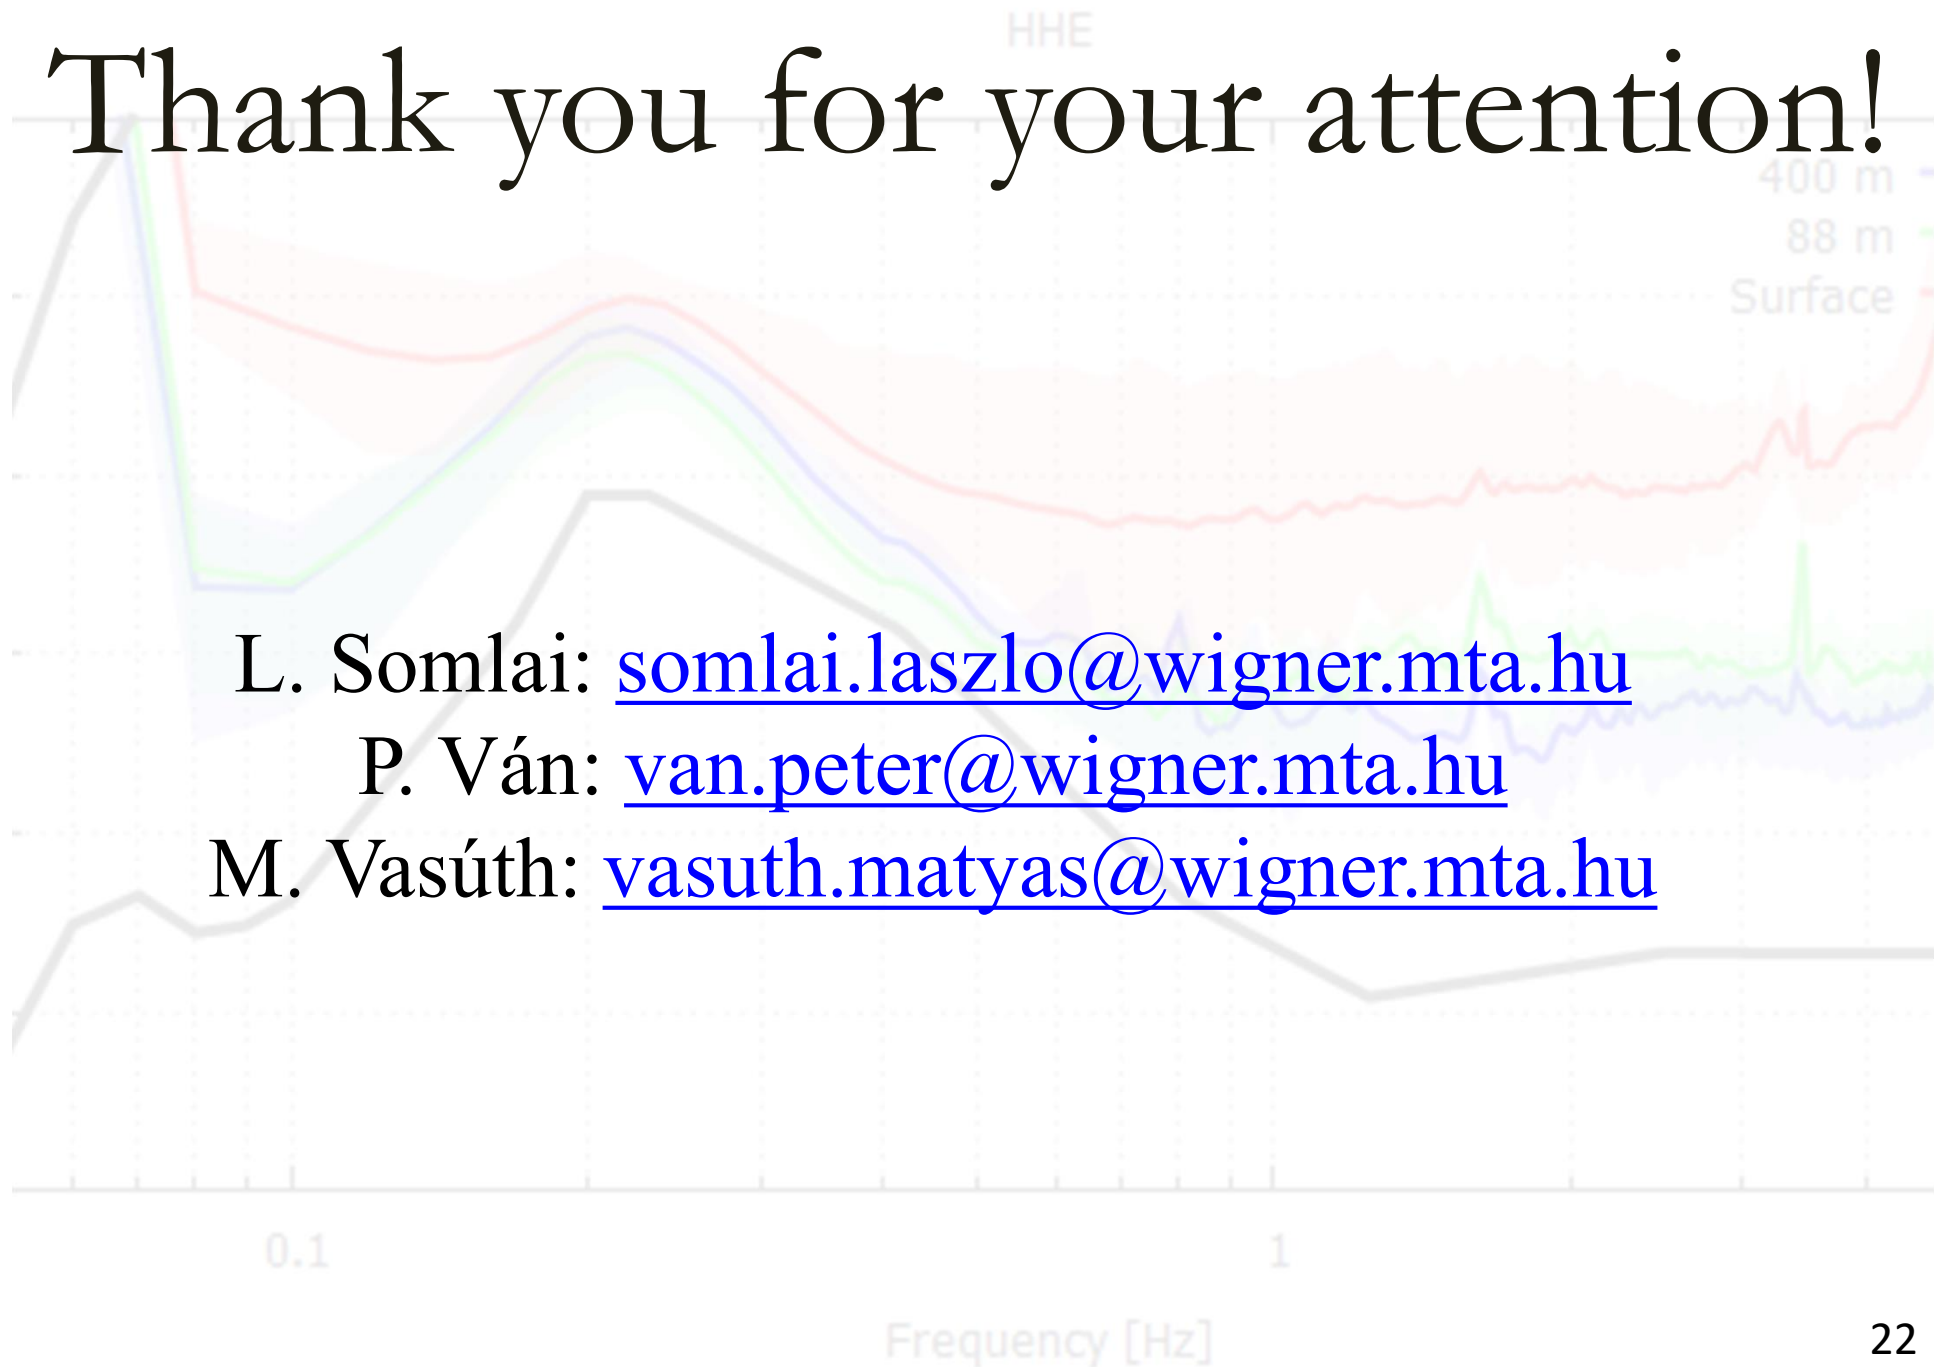 HHE
Thank you for your attention!
400 m
88 m
Surface
L. Somlai: somlai.laszlo@wigner.mta.hu
P. Ván: van.peter@wigner.mta.hu
M. Vasúth: vasuth.matyas@wigner.mta.hu
0.1 1
Frequency [Hz]
22